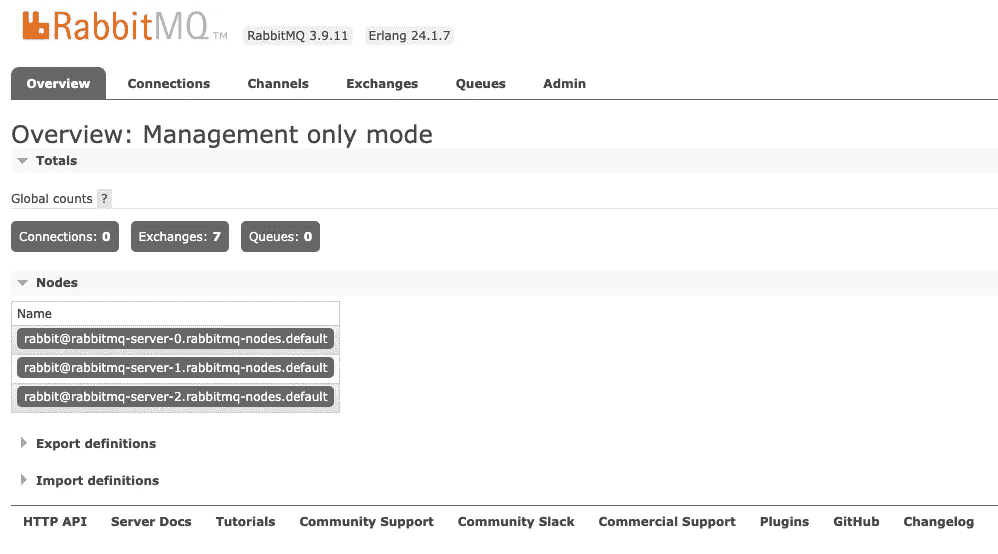 RabbitMQ TM RabbitMQ 3.9.11 Erlang 24.1.7
Overview Connections Channels Exchanges Queues Admin
Overview: Management only mode
Totals
Global counts ?
Connections: 0 Exchanges: 7 Queues: 0
Nodes
Name
rabbit@rabbitmq-server-0.rabbitmq-nodes.default
rabbit@rabbitmq-server-1.rabbitmq-nodes.default
rabbit@rabbitmq-server-2.rabbitmq-nodes.default
Export definitions
Import definitions
HTTP API Server Docs Tutorials Community Support Community Slack Commercial Support Plugins GitHub Changelog